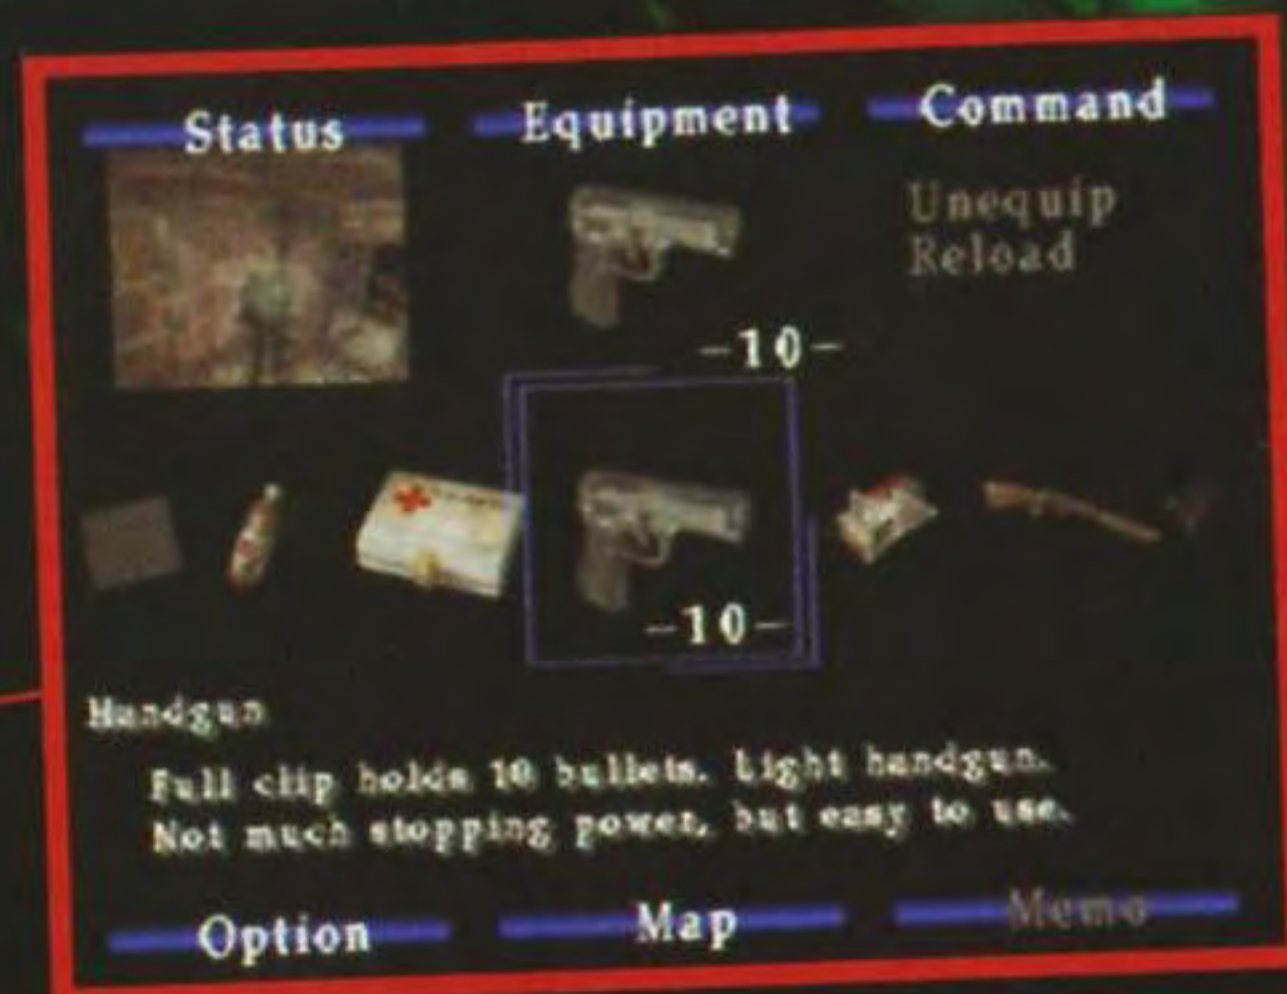 Status Equipment Command
Unequip
Reload
-10-
-10-
Handgun
Full clip holds 10 bullets. Light handgun.
Not much stopping power, but easy to use.
Option Map Memo